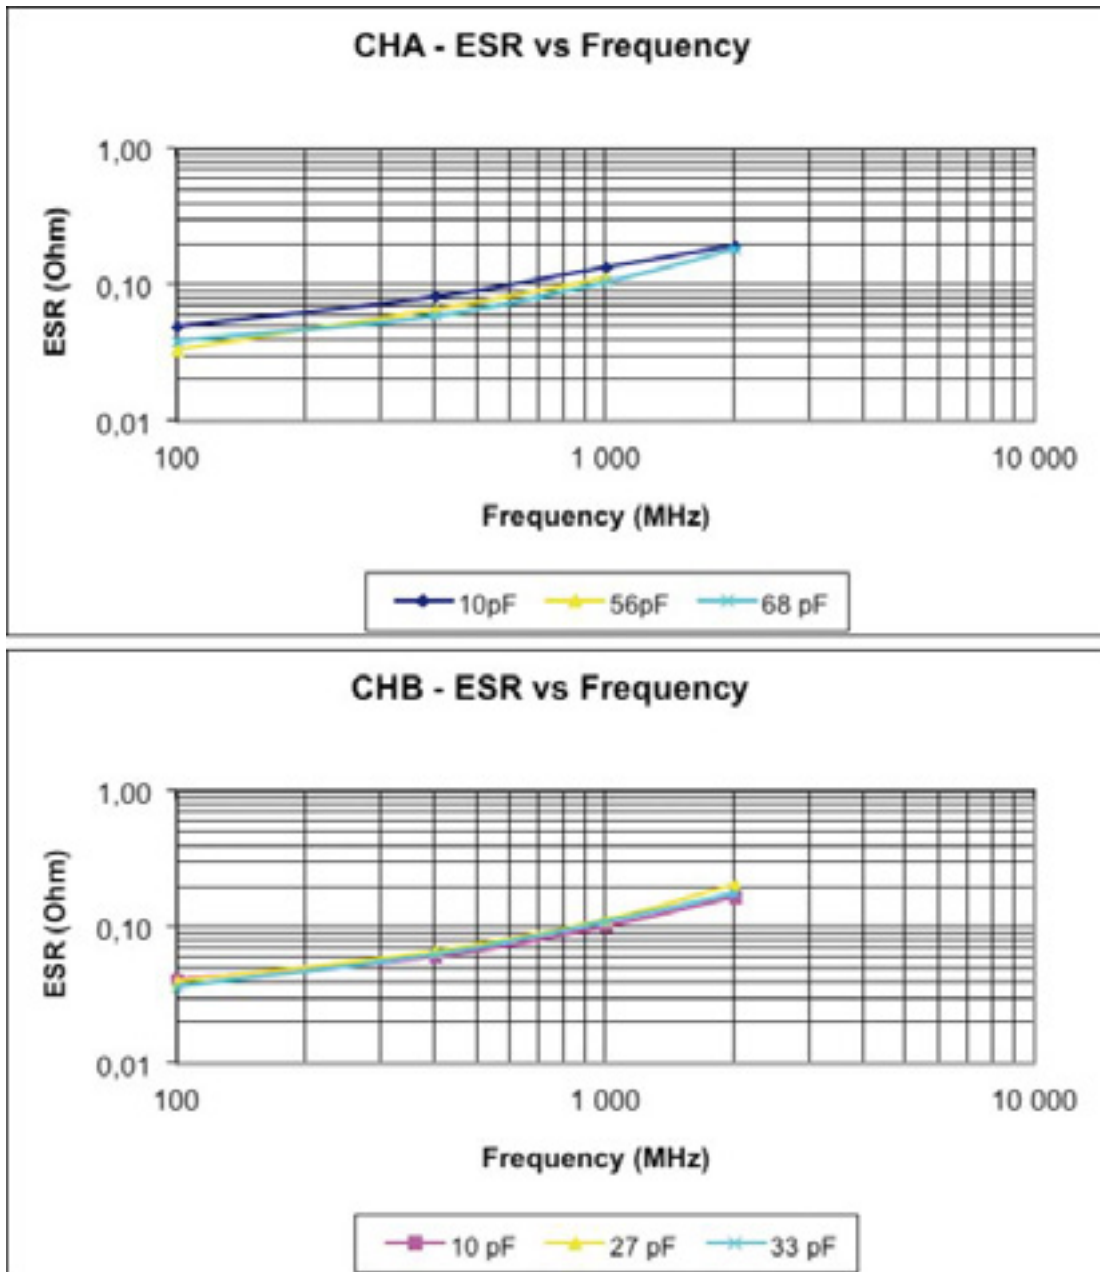 CHA - ESR vs Frequency
1,00
0,10
0,01
ESR (Ohm)
100 1 000 10 000
Frequency (MHz)
10pF 56pF 68 pF
CHB - ESR vs Frequency
1,00
0,10
0,01
ESR (Ohm)
100 1 000 10 000
Frequency (MHz)
10 pF 27 pF 33 pF